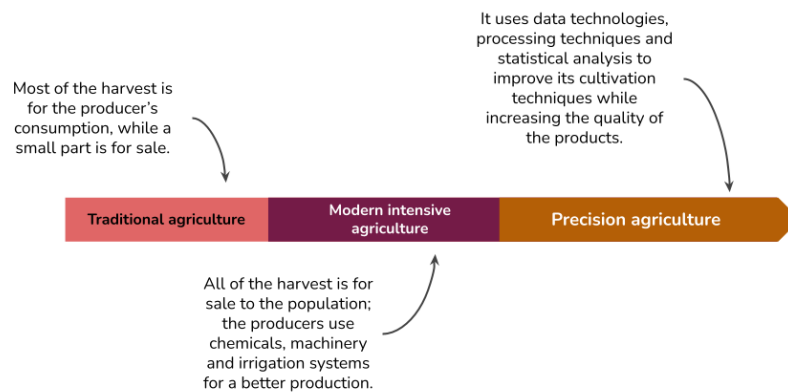 It uses data technologies,
processing techniques and
statistical analysis to
improve its cultivation
techniques while
increasing the quality of
the products.
Most of the harvest is
for the producer's
consumption, while a
small part is for sale.
Traditional agriculture
Modern intensive
agriculture
Precision agriculture
All of the harvest is for
sale to the population;
the producers use
chemicals, machinery
and irrigation systems
for a better production.